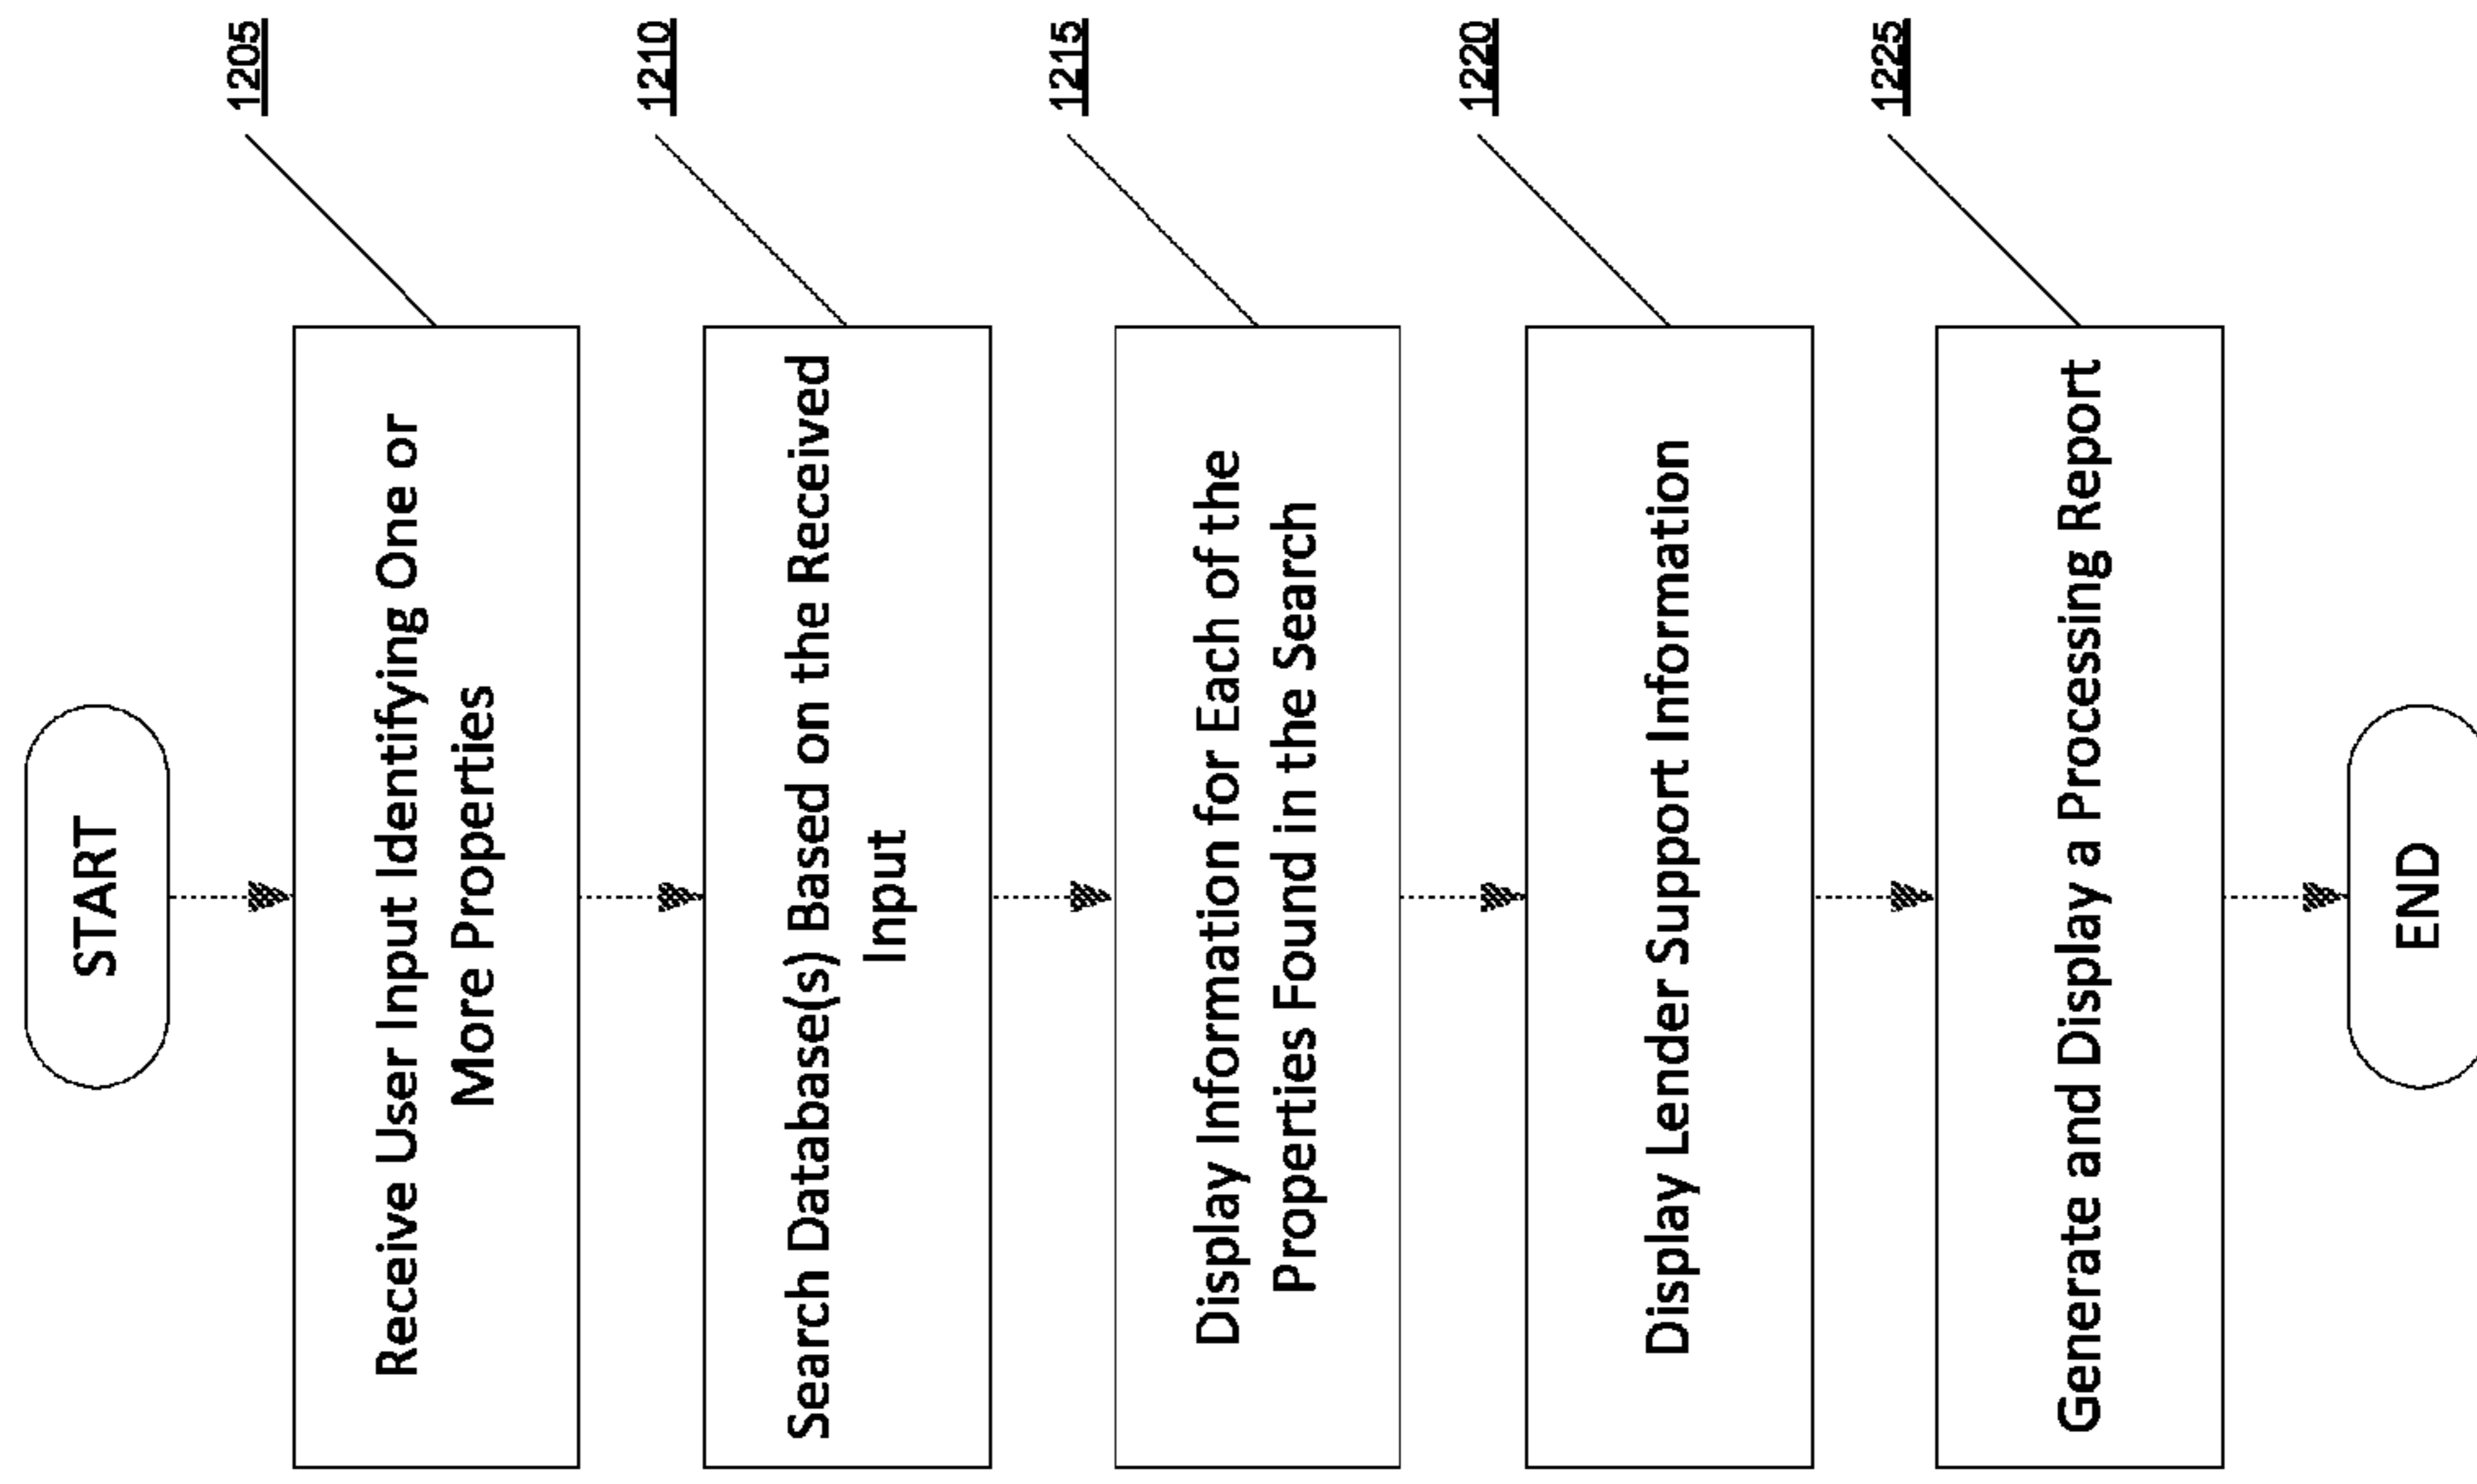 START
1205
Receive User Input Identifying One or
More Properties
1210
Search Database(s) Based on the Received
Input
1215
Display Information for Each of the
Properties Found in the Search
1220
Display Lender Support Information
1225
Generate and Display a Processing Report
END